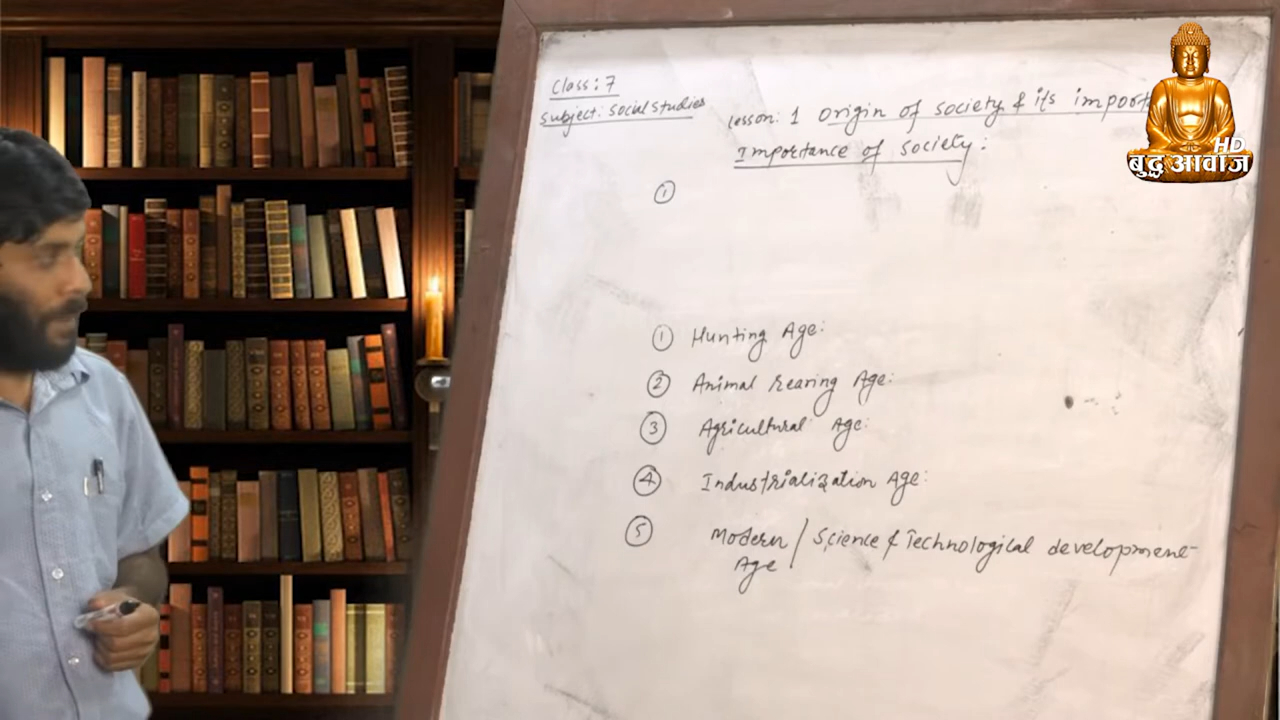 Class: 7
Subject: Social Studies
Lesson: 1 Origin of society & its import
Importance of society:
①
① Hunting Age:
② Animal rearing Age:
③ Agricultural Age:
④ Industrialization Age:
⑤ Modern / Science & Technological development
Age
HD
बुद्ध आवाज